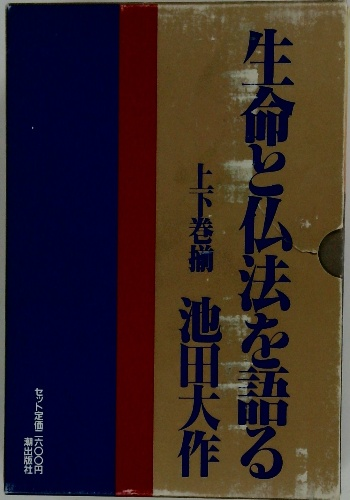 生命と仏法を語る
上下巻揃
池田大作
セット定価二六〇〇円
潮出版社